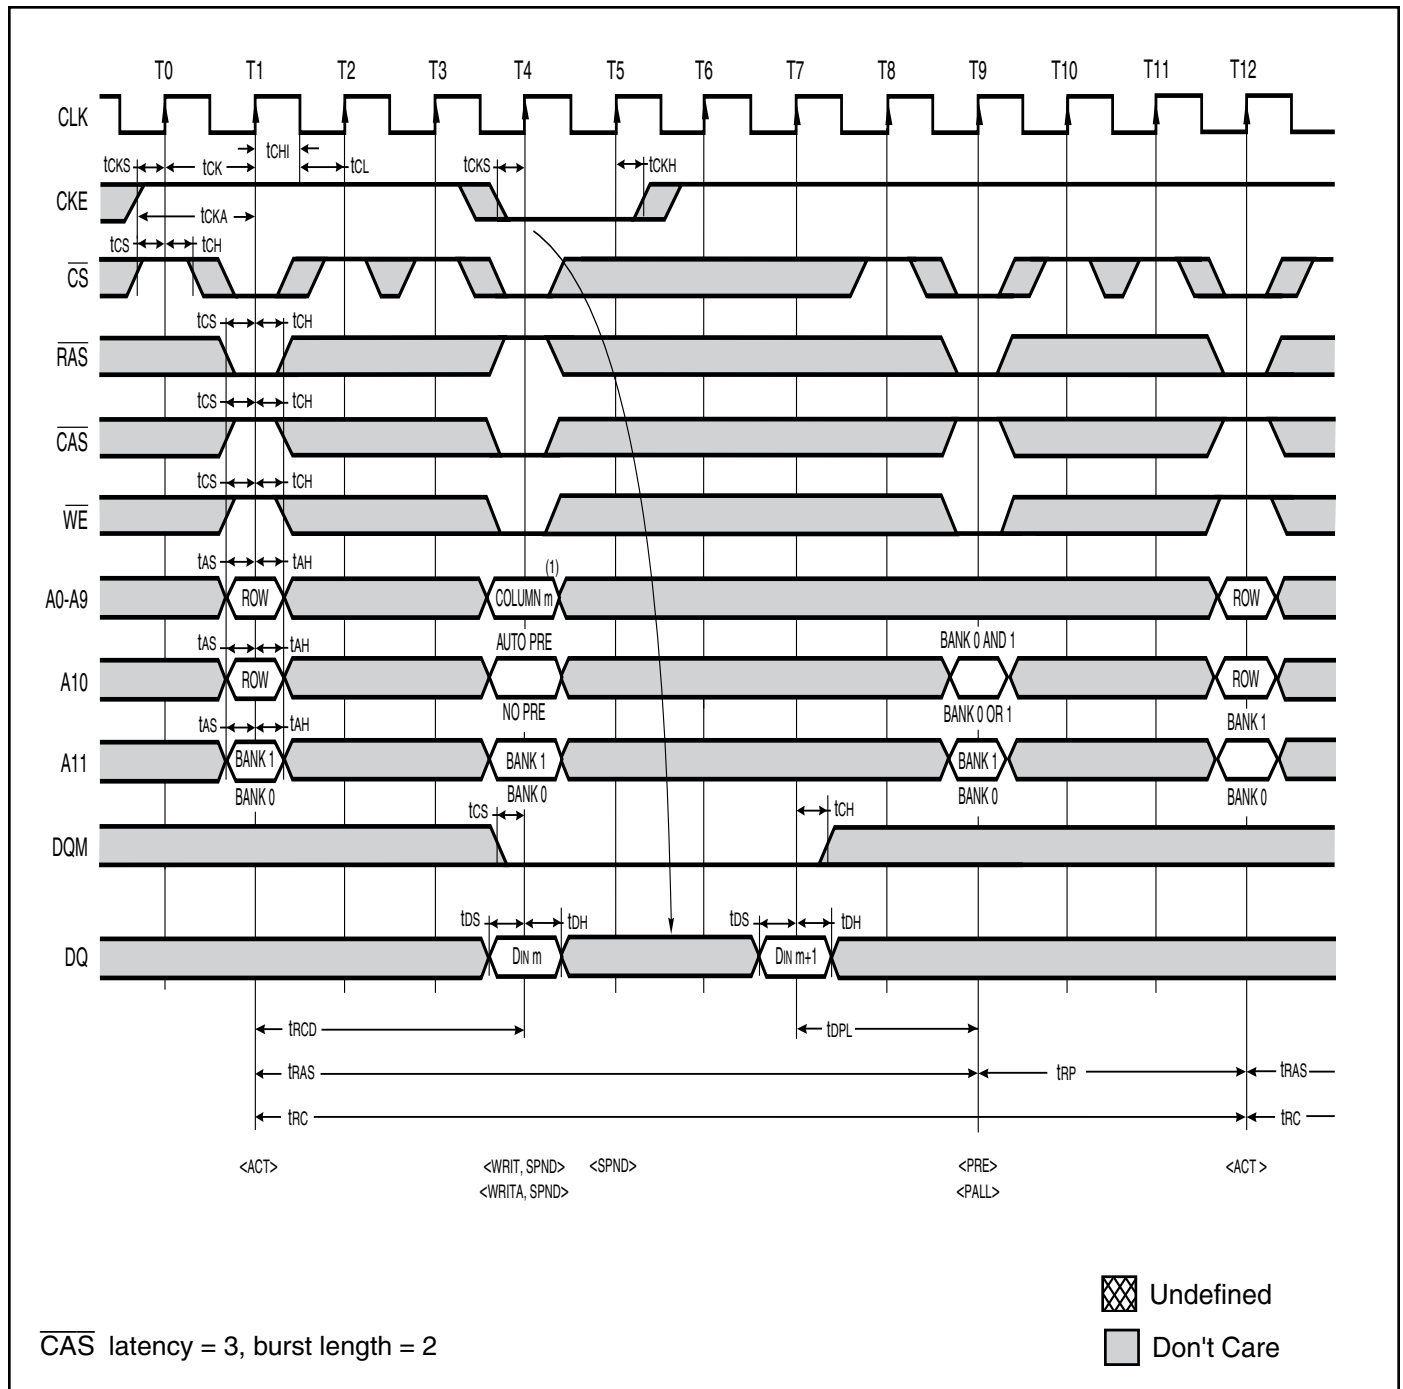 T0 T1 T2 T3 T4 T5 T6 T7 T8 T9 T10 T11 T12
CLK
tCHI
tCKS tCK tCL tCKS tCKH
CKE
tCKA
tCS tCH
CS
tCS tCH
RAS
tCS tCH
CAS
tCS tCH
WE
tAS tAH (1)
A0-A9 ROW COLUMN m ROW
tAS tAH AUTO PRE BANK 0 AND 1
A10 ROW ROW
NO PRE BANK 0 OR 1 BANK 1
tAS tAH
A11 BANK 1 BANK 1 BANK 1
BANK 0 BANK 0 BANK 0 BANK 0
tCS tCH
DQM
tDS tDH tDS tDH
DQ DIN m DIN m+1
tRCD tDPL
tRAS tRP tRAS
tRC tRC
<ACT> <WRIT, SPND> <SPND> <PRE> <ACT >
<WRITA, SPND> <PALL>
Undefined
CAS latency = 3, burst length = 2 Don't Care